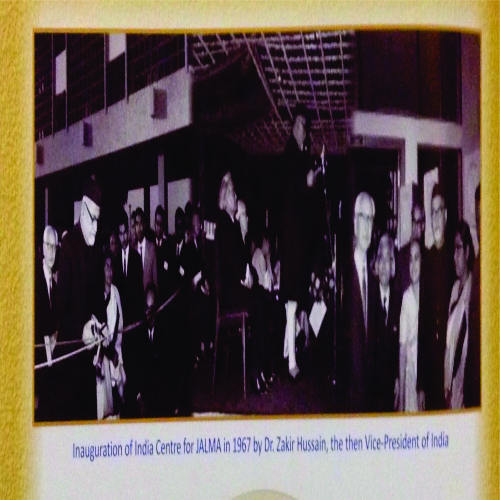 Inauguration of India Centre for JALMA in 1967 by Dr. Zakir Hussain, the then Vice-President of India